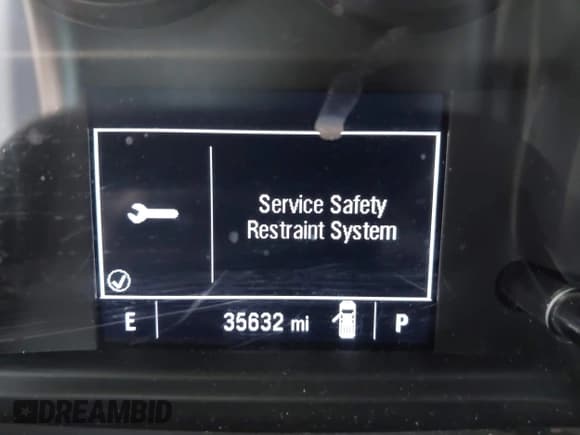 Service Safety
Restraint System
E 35632 mi P
DREAMBID